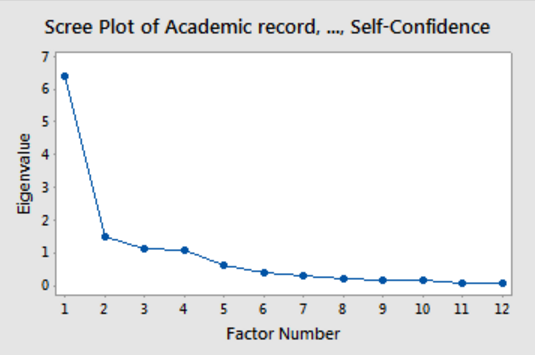 Scree Plot of Academic record, ..., Self-Confidence
7
6
5
4
3
2
1
0
Eigenvalue
1 2 3 4 5 6 7 8 9 10 11 12
Factor Number